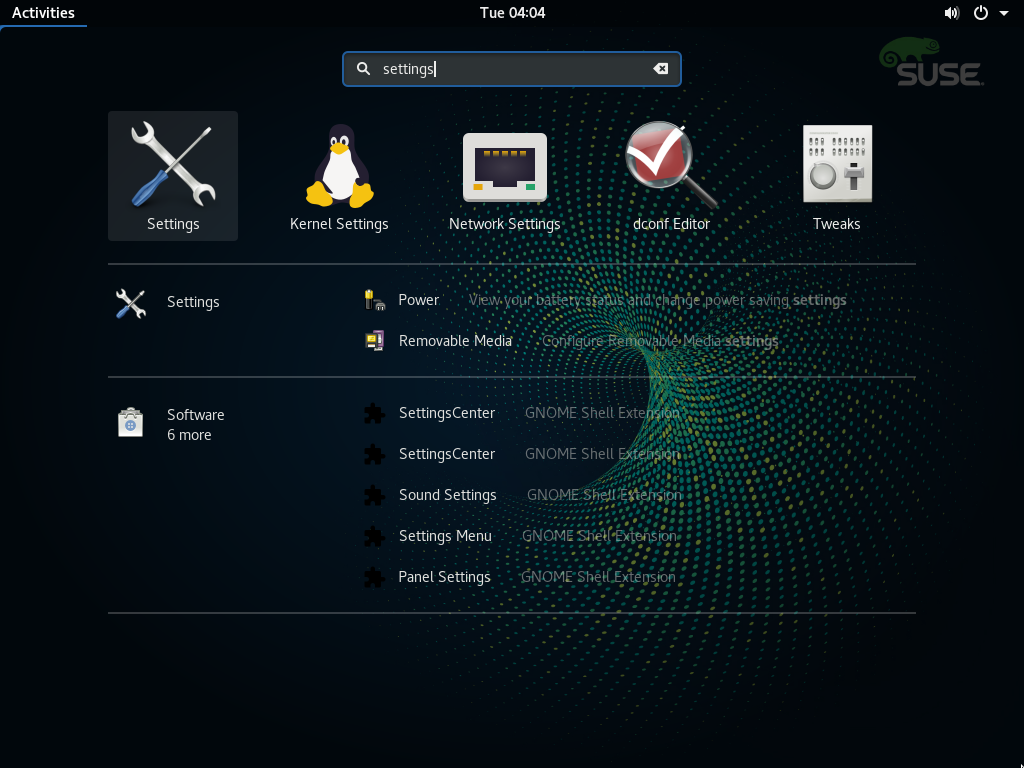 Activities Tue 04:04
settings
SUSE
Settings Kernel Settings Network Settings dconf Editor Tweaks
Settings Power View your battery status and change power saving settings
Removable Media Configure Removable Media settings
Software SettingsCenter GNOME Shell Extension
6 more
SettingsCenter GNOME Shell Extension
Sound Settings GNOME Shell Extension
Settings Menu GNOME Shell Extension
Panel Settings GNOME Shell Extension